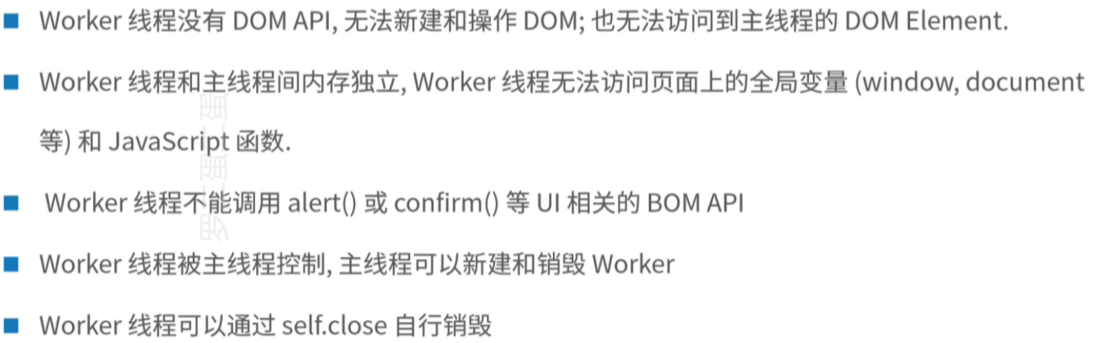 Worker 线程没有 DOM API, 无法新建和操作 DOM; 也无法访问到主线程的 DOM Element.
Worker 线程和主线程间内存独立, Worker 线程无法访问页面上的全局变量 (window, document
等) 和 JavaScript 函数.
Worker 线程不能调用 alert() 或 confirm() 等 UI 相关的 BOM API
Worker 线程被主线程控制, 主线程可以新建和销毁 Worker
Worker 线程可以通过 self.close 自行销毁